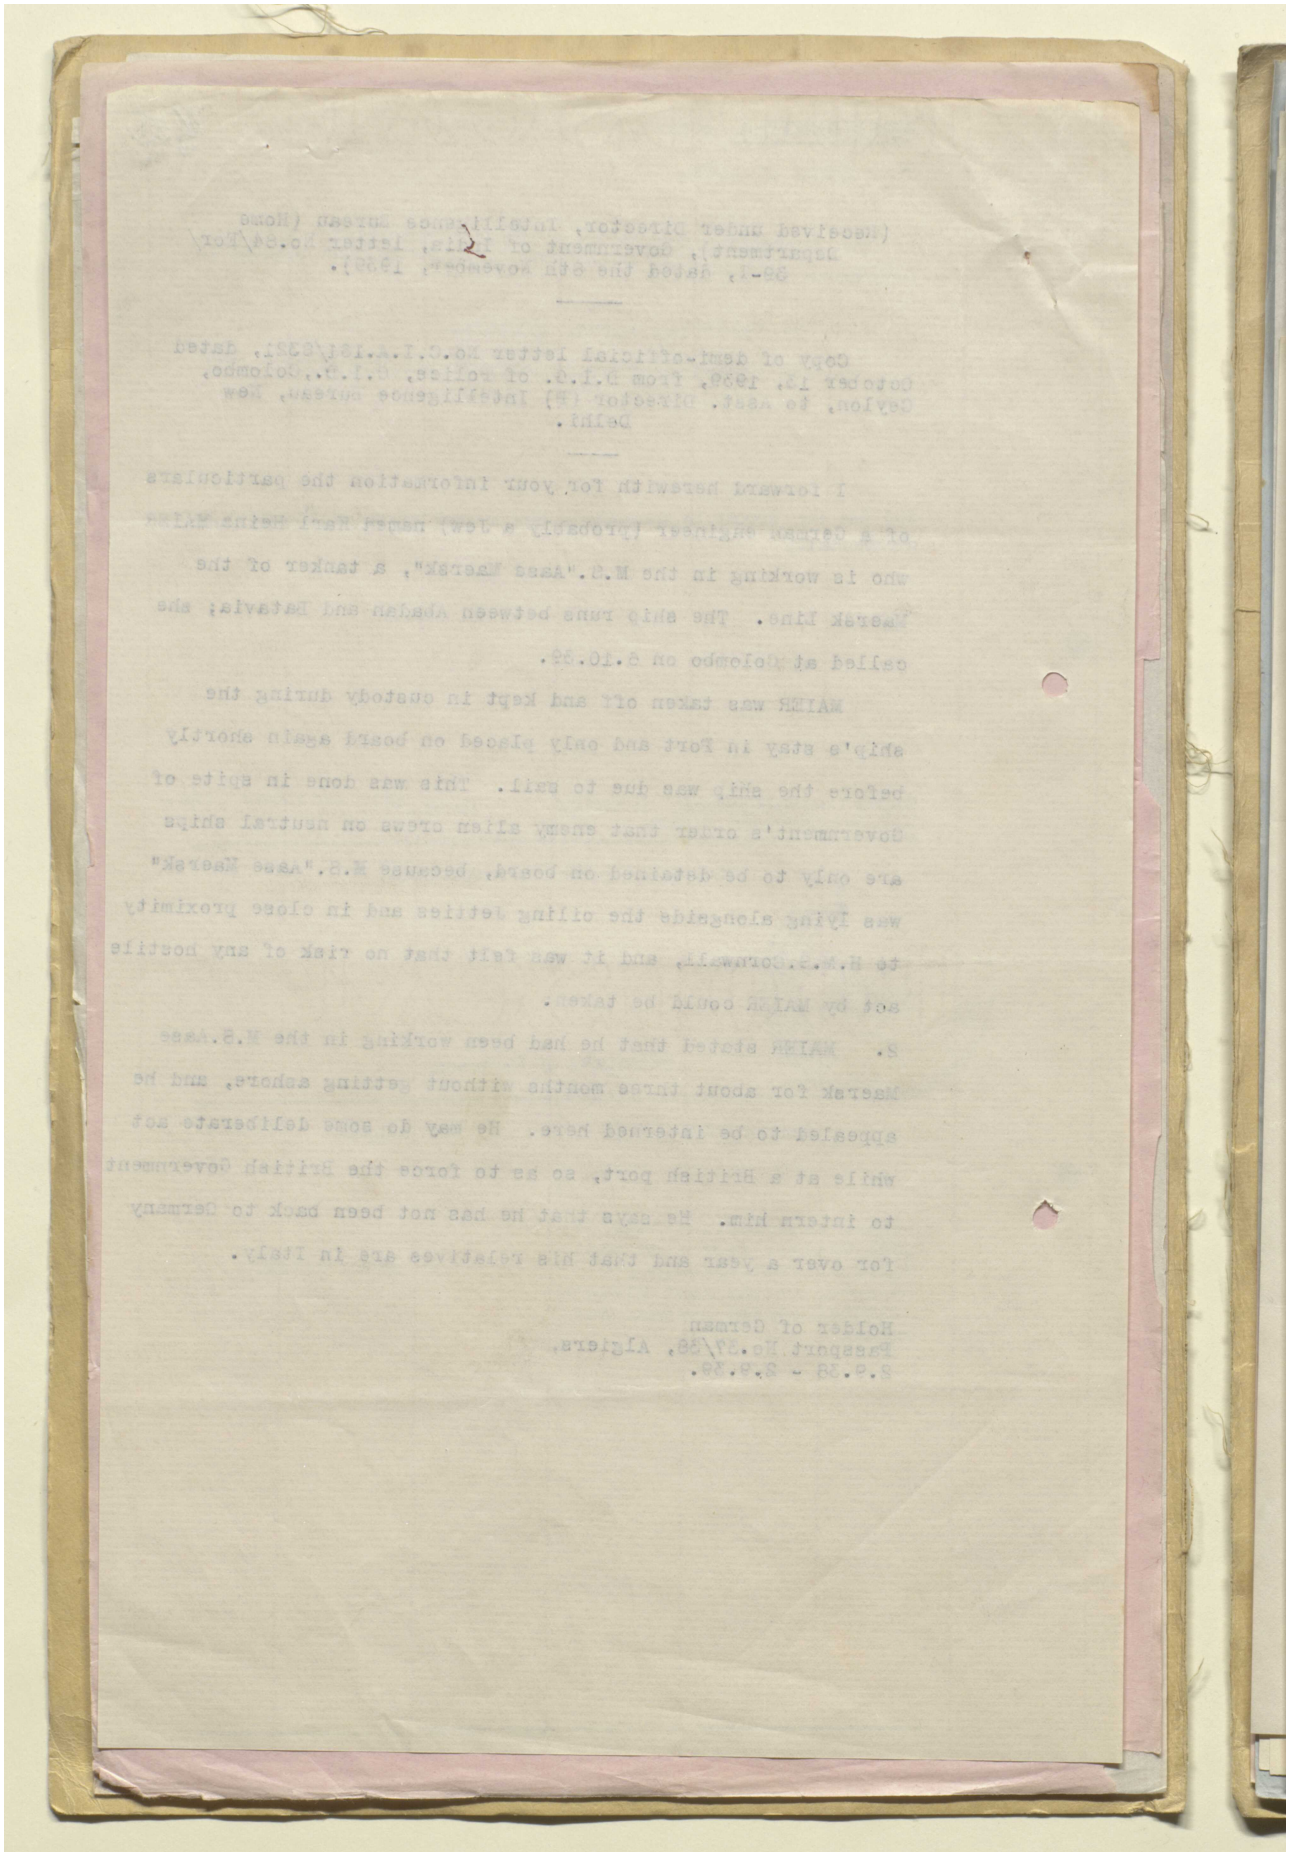 (Received under Director, Intelligence Bureau (Home
Department), Government of India, letter No.84/For/
39-1, dated the 6th November, 1939).
2
Copy of demi-official letter No.C.I.A. dated
October 13, 1939, from D.I.G. of Police, C.I.D., Colombo,
Ceylon, to Asst. Director Intelligence Bureau, New
Delhi.
I forward herewith for your information the particulars
of a German engineer (probably a Jew) named Karl Heinz MAIER
who is working in the M.S."Aase Maersk", a tanker of the
Maersk Line. The ship runs between Abadan and Batavia; she
called at Colombo on 6.10.39.
MAIER was taken off and kept in custody during the
ship's stay in Port and only placed on board again shortly
before the ship was due to sail. This was done in spite of
Government's order that enemy alien crews on neutral ships
are only to be detained on board, because M.S."Aase Maersk"
was lying alongside the oiling Jetties and in close proximity
to H.M.S.Cornwall, and it was felt that no risk of any hostile
act by MAIER could be taken.
2. MAIER stated that he had been working in the M.S.Aase
Maersk for about three months without getting ashore, and he
appealed to be interned here. He may do some deliberate act
while at a British port, so as to force the British Government
to intern him. He says that he has not been back to Germany
for over a year and that his relatives are in Italy.
Holder of German
Passport No.37/38, Algiers,
2.9.38 - 2.9.39.